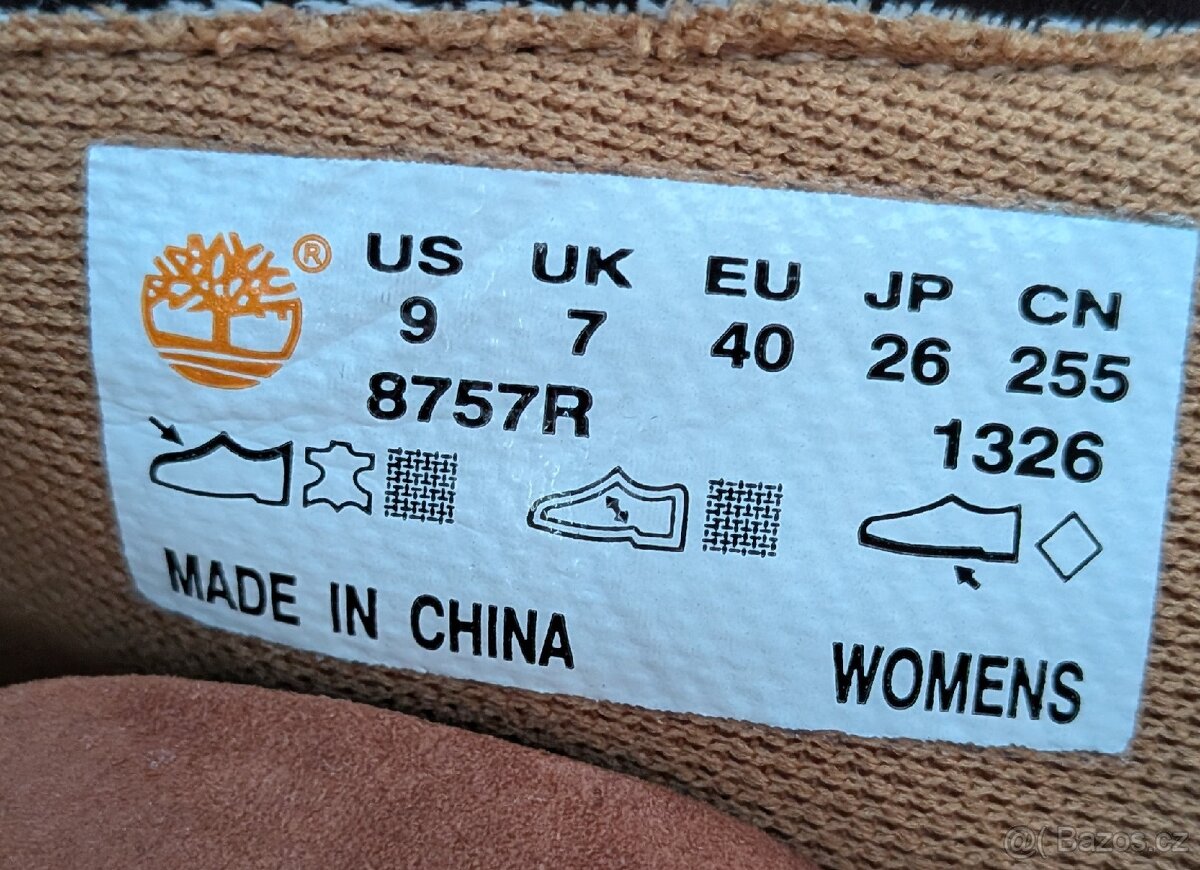 ® US UK EU JP CN
9 7 40 26 255
8757R 1326
MADE IN CHINA WOMENS
@( Bazos.cz